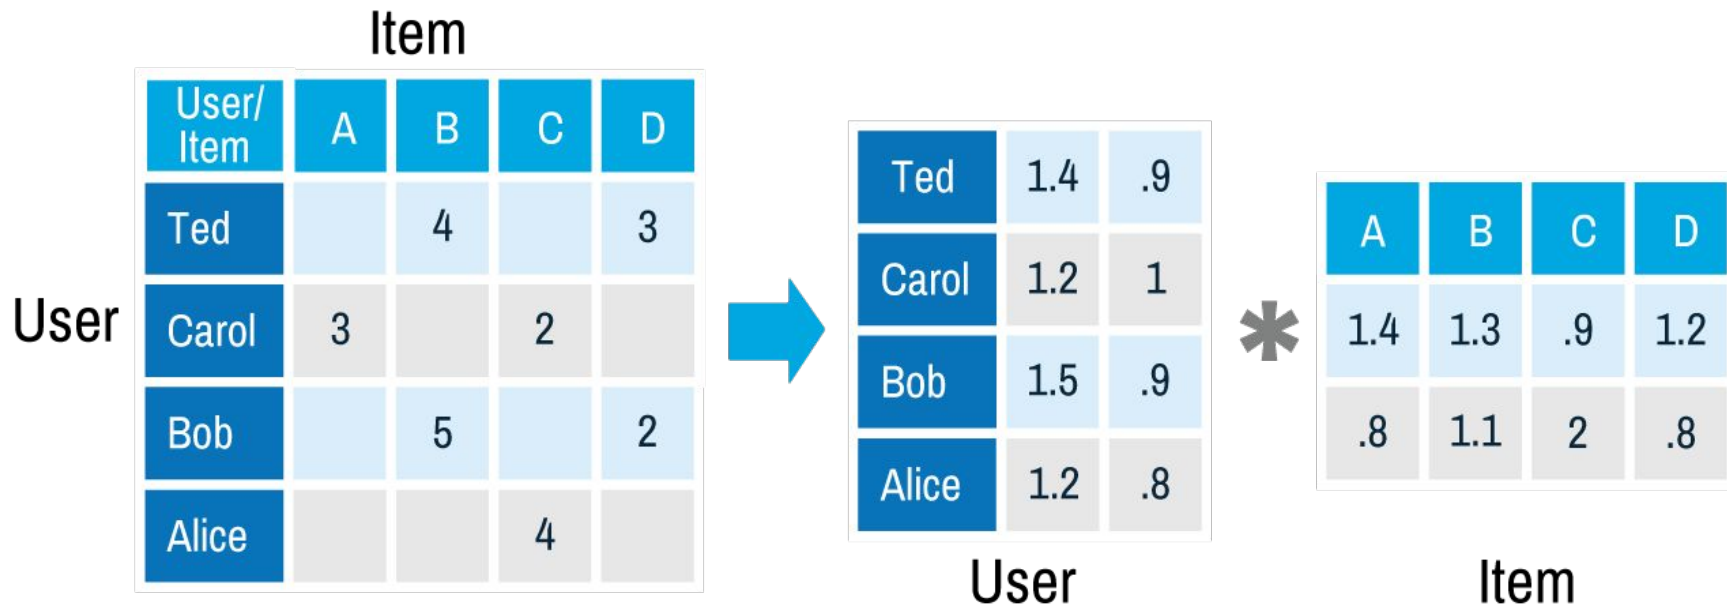 Item
User/
Item
A B C D
Ted 4 3
User
Carol 3 2
Bob 5 2
Alice 4
Ted 1.4 .9
Carol 1.2 1
Bob 1.5 .9
Alice 1.2 .8
User
*
A B C D
1.4 1.3 .9 1.2
.8 1.1 2 .8
Item